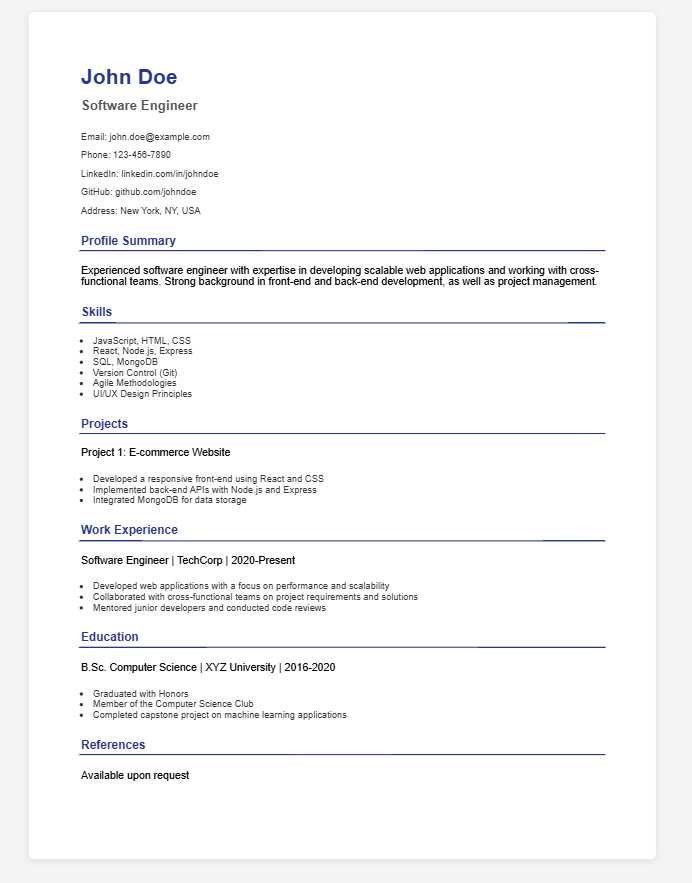 John Doe
Software Engineer
Email: john.doe@example.com
Phone: 123-456-7890
LinkedIn: linkedin.com/in/johndoe
GitHub: github.com/johndoe
Address: New York, NY, USA
Profile Summary
Experienced software engineer with expertise in developing scalable web applications and working with cross-
functional teams. Strong background in front-end and back-end development, as well as project management.
Skills
• JavaScript, HTML, CSS
• React, Node.js, Express
• SQL, MongoDB
• Version Control (Git)
• Agile Methodologies
• UI/UX Design Principles
Projects
Project 1: E-commerce Website
• Developed a responsive front-end using React and CSS
• Implemented back-end APIs with Node.js and Express
• Integrated MongoDB for data storage
Work Experience
Software Engineer | TechCorp | 2020-Present
• Developed web applications with a focus on performance and scalability
• Collaborated with cross-functional teams on project requirements and solutions
• Mentored junior developers and conducted code reviews
Education
B.Sc. Computer Science | XYZ University | 2016-2020
• Graduated with Honors
• Member of the Computer Science Club
• Completed capstone project on machine learning applications
References
Available upon request